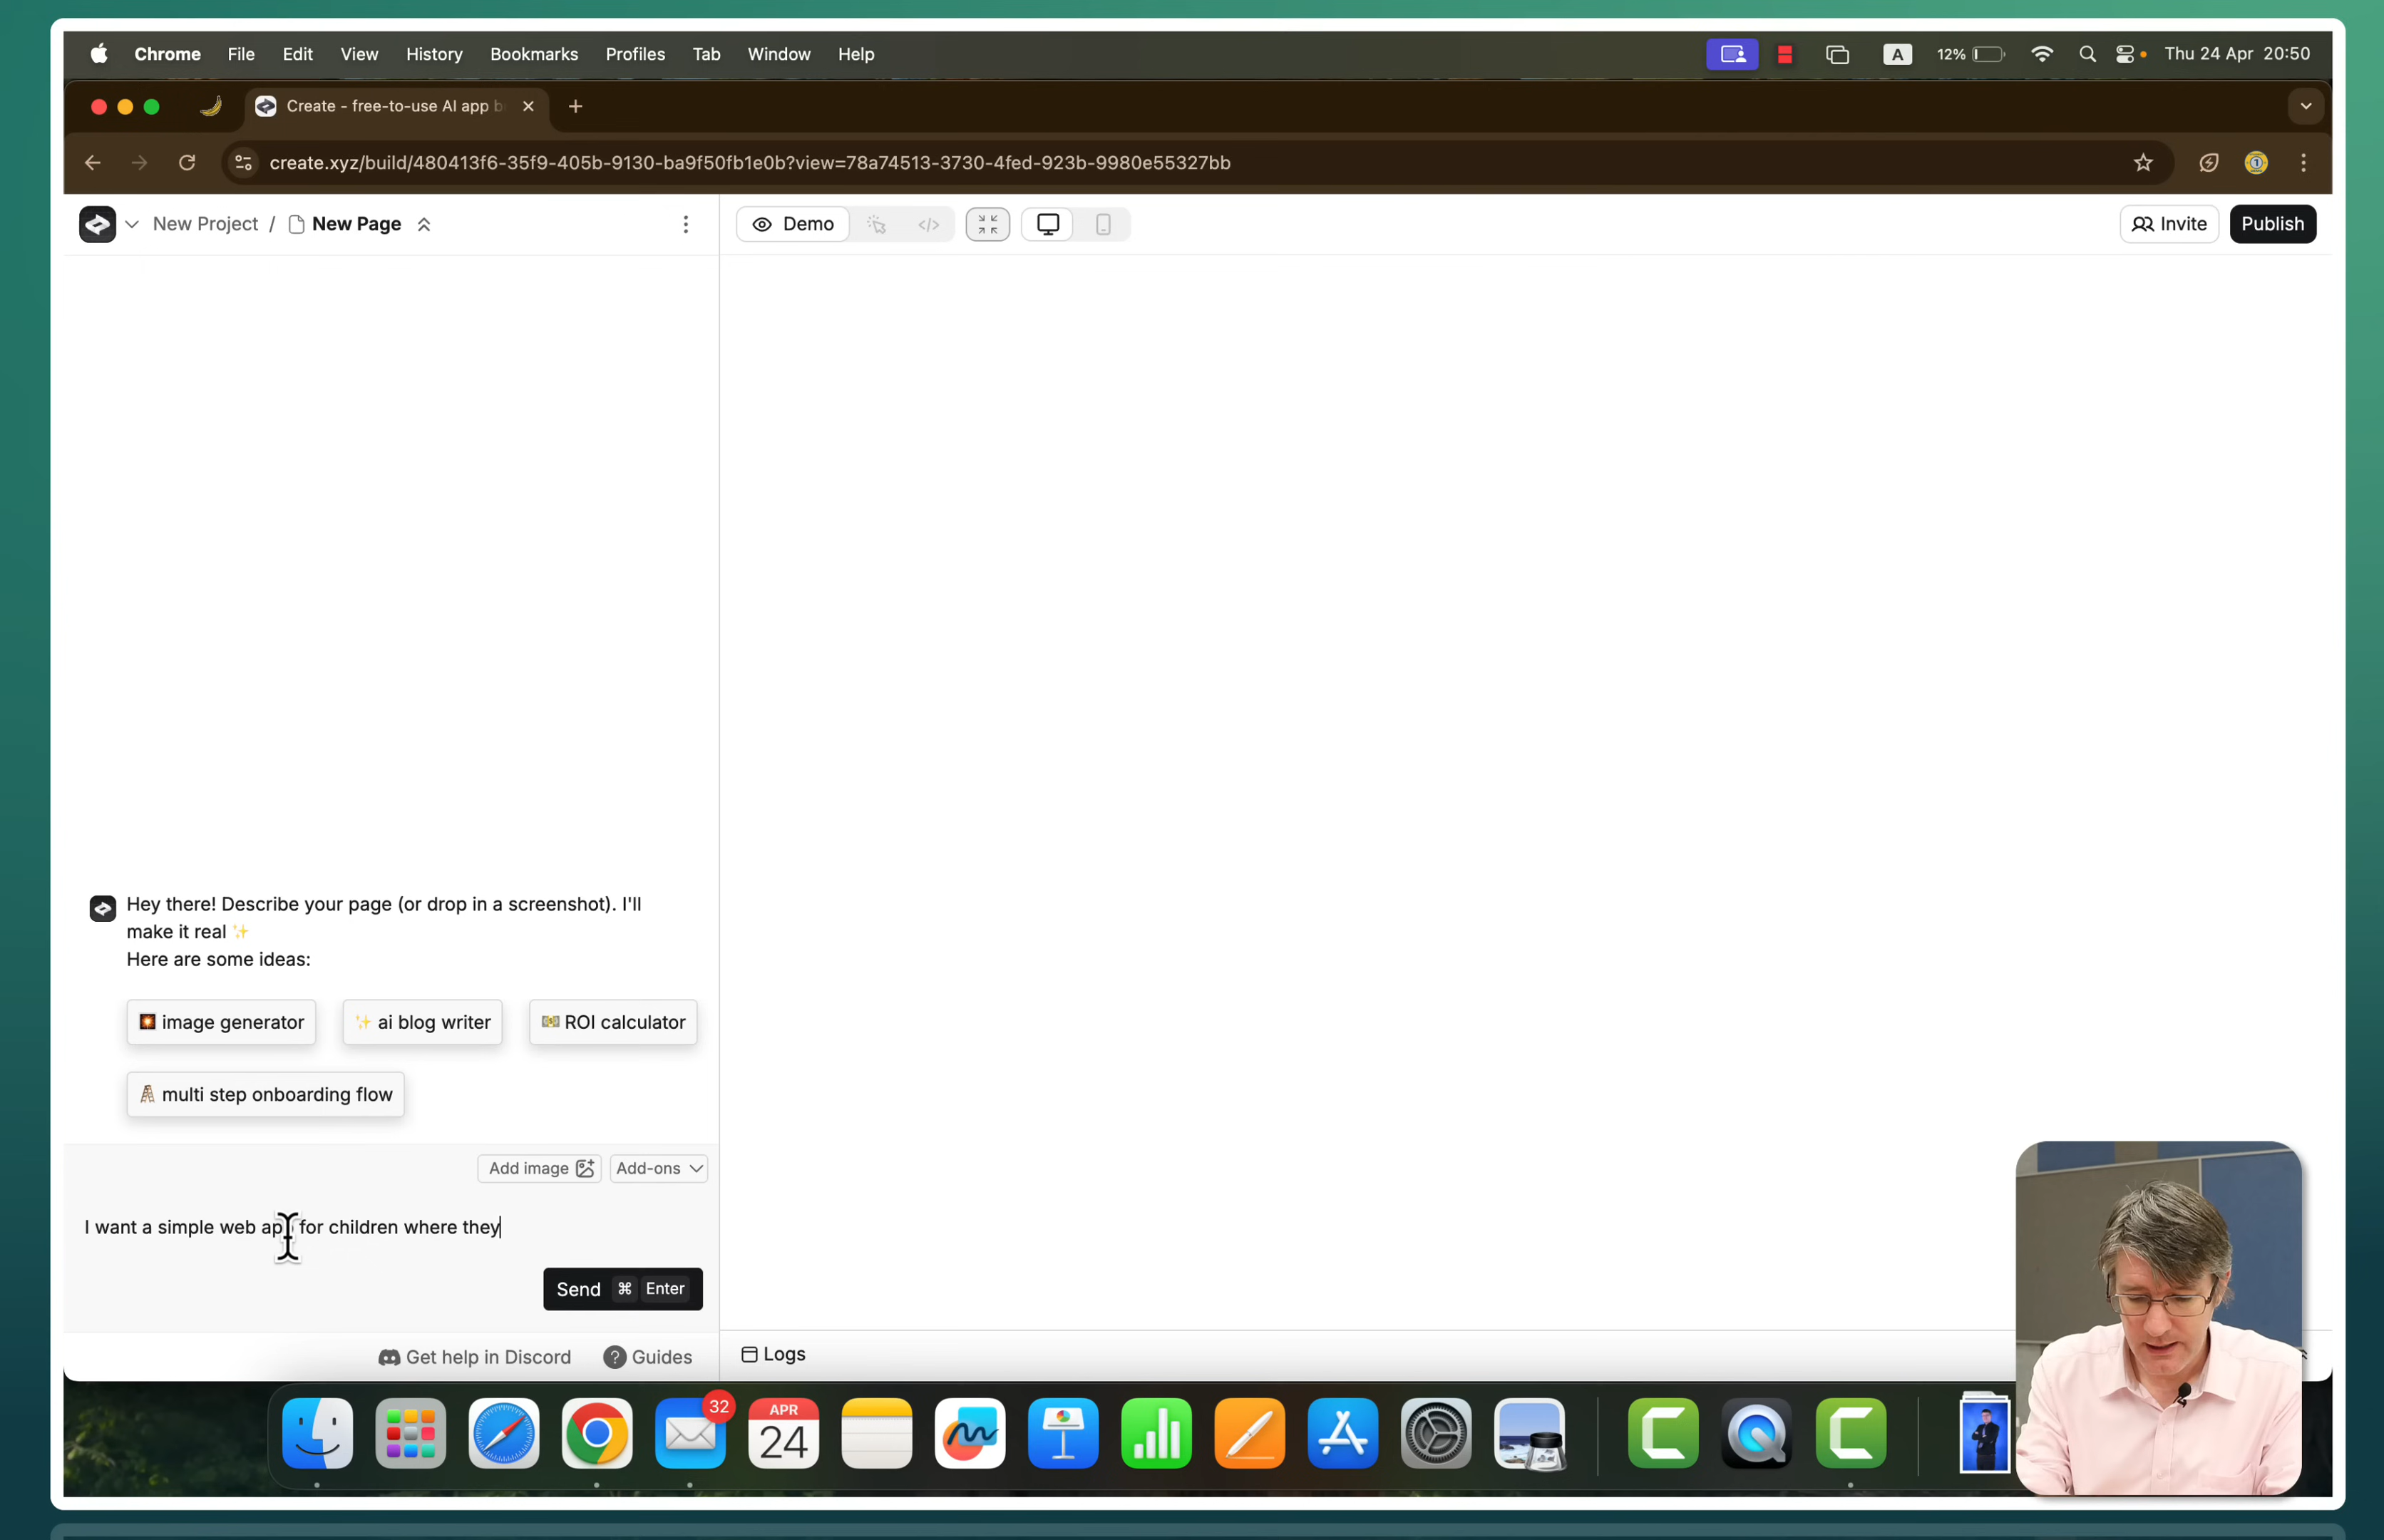 Chrome File Edit View History Bookmarks Profiles Tab Window Help A 12% Thu 24 Apr 20:50
Create - free-to-use AI app b
create.xyz/build/480413f6-35f9-405b-9130-ba9f50fb1e0b?view=78a74513-3730-4fed-923b-9980e55327bb
New Project / New Page Demo Invite Publish
Hey there! Describe your page (or drop in a screenshot). I'll
make it real ✨
Here are some ideas:
image generator ai blog writer ROI calculator
multi step onboarding flow
Add image Add-ons
I want a simple web app for children where they
Send ⌘ Enter
Get help in Discord ? Guides Logs
32
APR
24